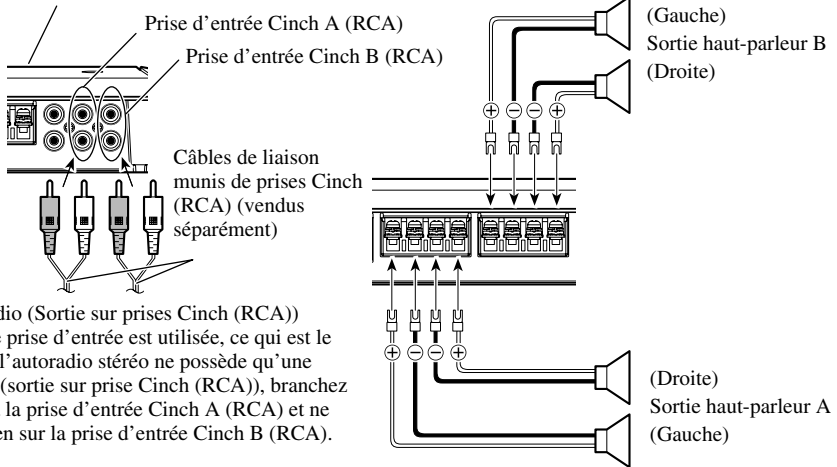 Prise d'entrée Cinch A (RCA)
Prise d'entrée Cinch B (RCA)
Câbles de liaison
munis de prises Cinch
(RCA) (vendus
séparément)
dio (Sortie sur prises Cinch (RCA))
prise d'entrée est utilisée, ce qui est le
l'autoradio stéréo ne possède qu'une
(sortie sur prise Cinch (RCA)), branchez
la prise d'entrée Cinch A (RCA) et ne
en sur la prise d'entrée Cinch B (RCA).
(Gauche)
Sortie haut-parleur B
(Droite)
(Droite)
Sortie haut-parleur A
(Gauche)